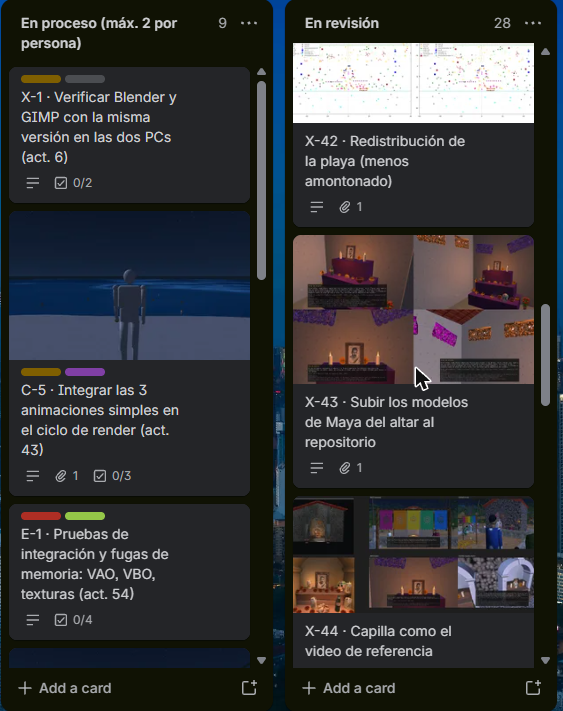 En proceso (máx. 2 por
persona)
9
X-1 · Verificar Blender y
GIMP con la misma
versión en las dos PCs
(act. 6)
0/2
C-5 · Integrar las 3
animaciones simples en
el ciclo de render (act.
43)
1
0/3
E-1 · Pruebas de
integración y fugas de
memoria: VAO, VBO,
texturas (act. 54)
0/4
Add a card
En revisión
28
X-42 · Redistribución de
la playa (menos
amontonado)
1
X-43 · Subir los modelos
de Maya del altar al
repositorio
1
X-44 · Capilla como el
video de referencia
Add a card